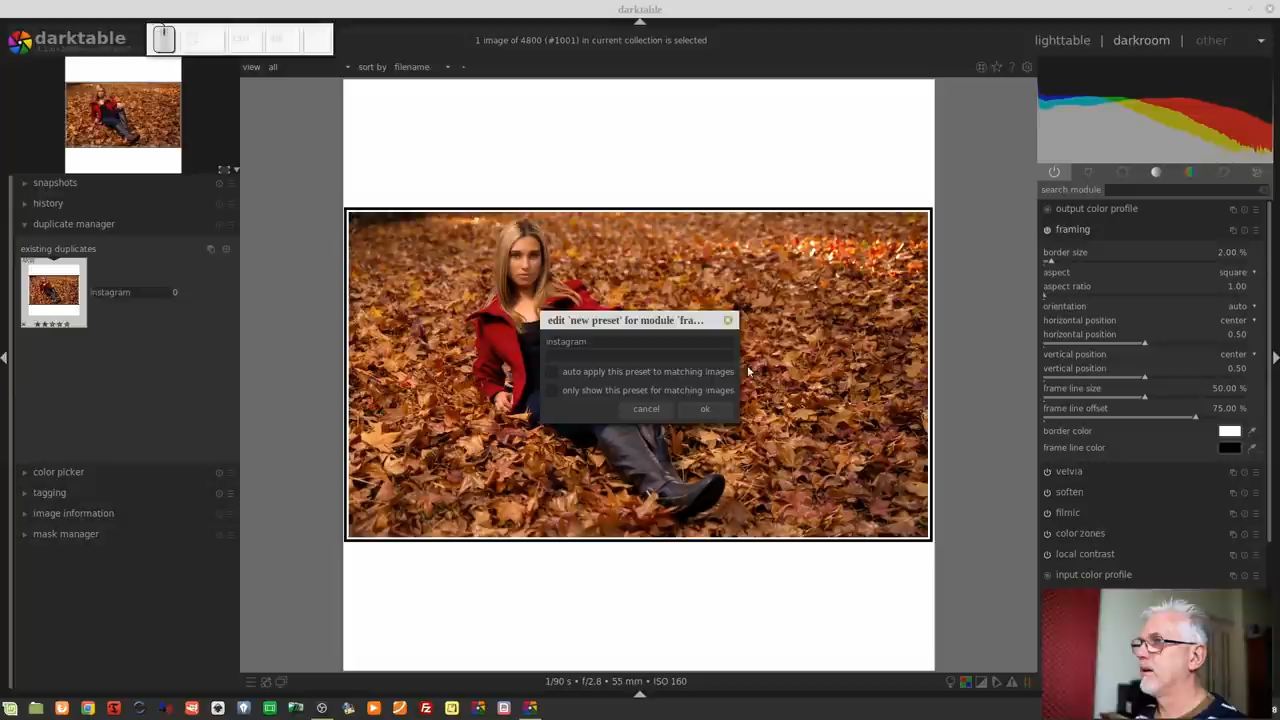 darktable
darktable
1 image of 4800 (#1001) in current collection is selected
lighttable | darkroom | other
view all
sort by filename
snapshots
history
duplicate manager
existing duplicates
instagram 0
color picker
tagging
image information
mask manager
edit `new preset' for module `fra...
instagram
auto apply this preset to matching images
only show this preset for matching images
cancel ok
1/90 s • f/2.8 • 55 mm • ISO 160
search module
output color profile
framing
border size 2.00 %
aspect square
aspect ratio 1.00
orientation auto
horizontal position center
horizontal position 0.50
vertical position center
vertical position 0.50
frame line size 50.00 %
frame line offset 75.00 %
border color
frame line color
velvia
soften
filmic
color zones
local contrast
input color profile